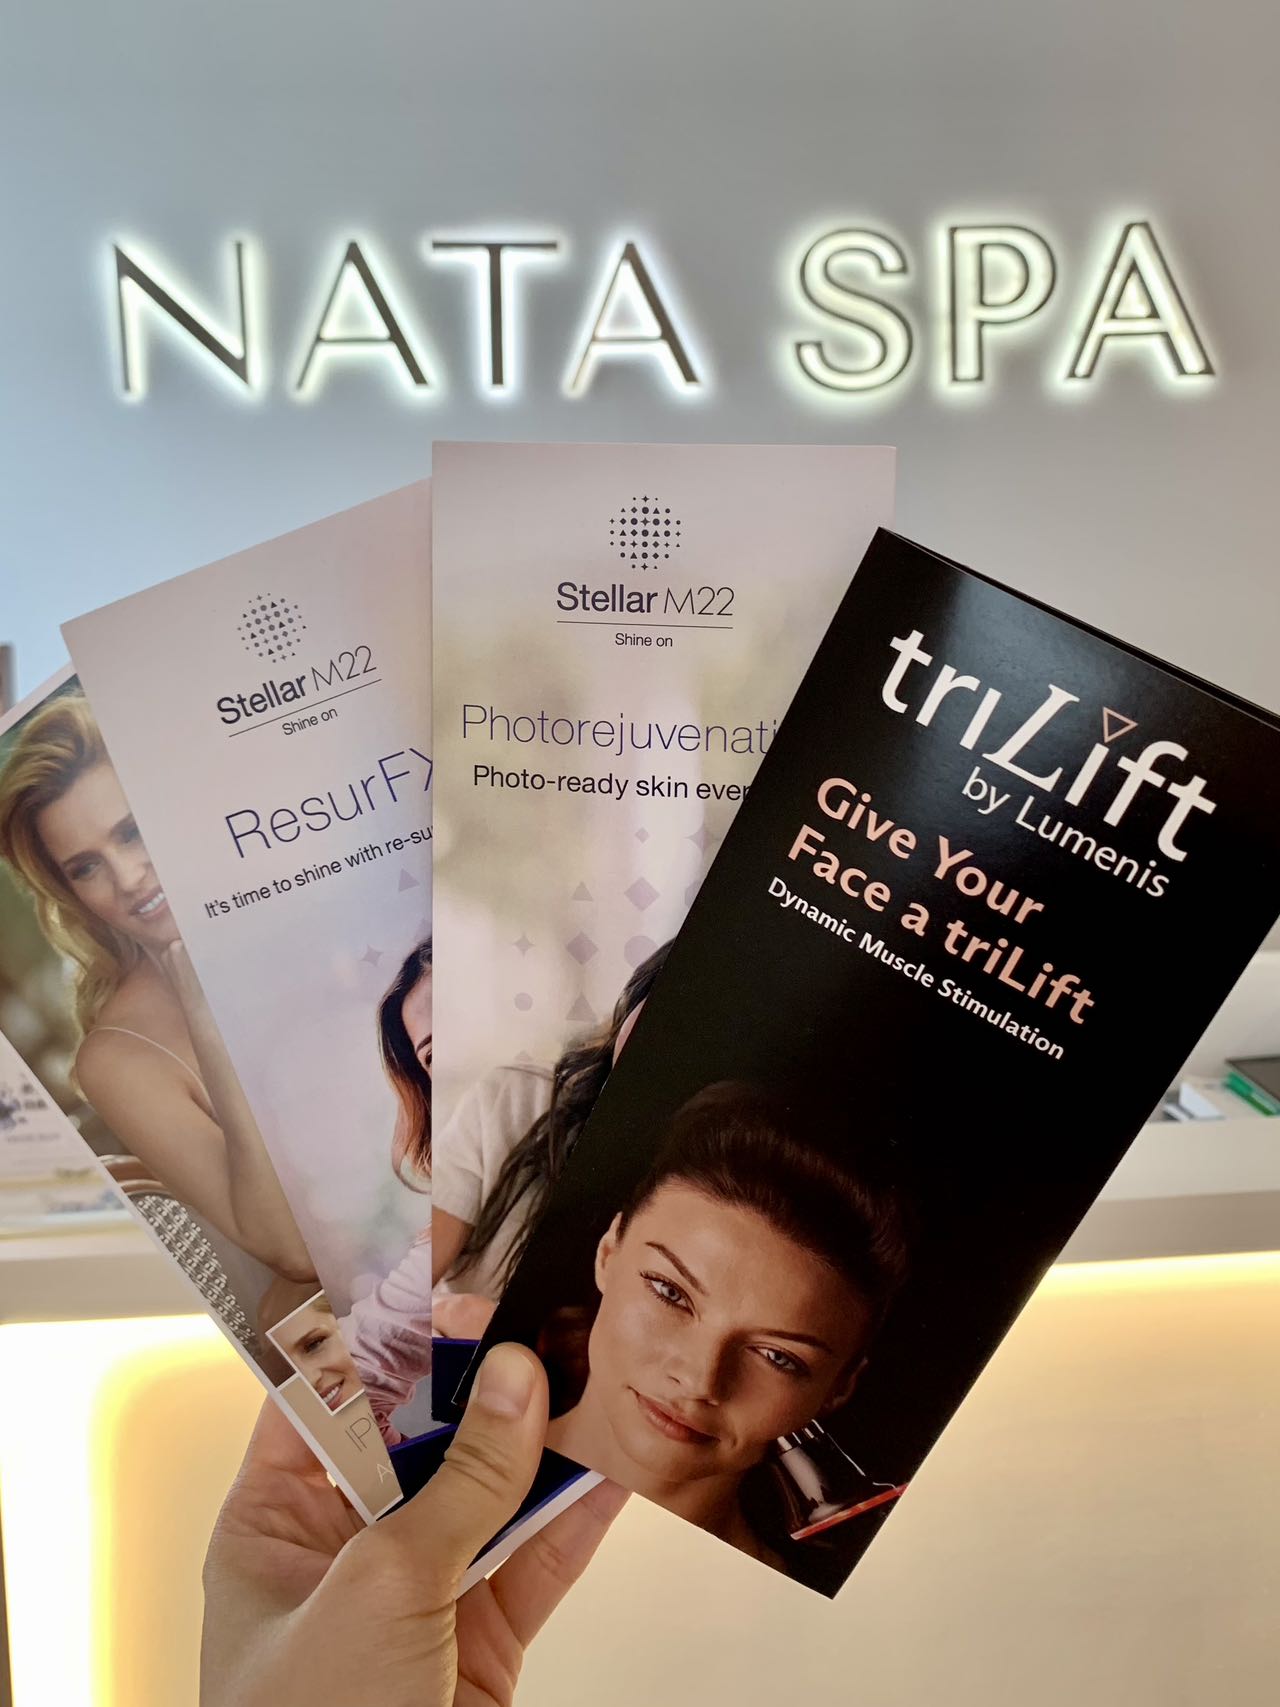 NATA SPA
Stellar M22
Shine on
ResurFX
It's time to shine with re-su
Stellar M22
Shine on
Photorejuvenati
Photo-ready skin ever
triLift
by Lumenis
Give Your
Face a triLift
Dynamic Muscle Stimulation
IPL